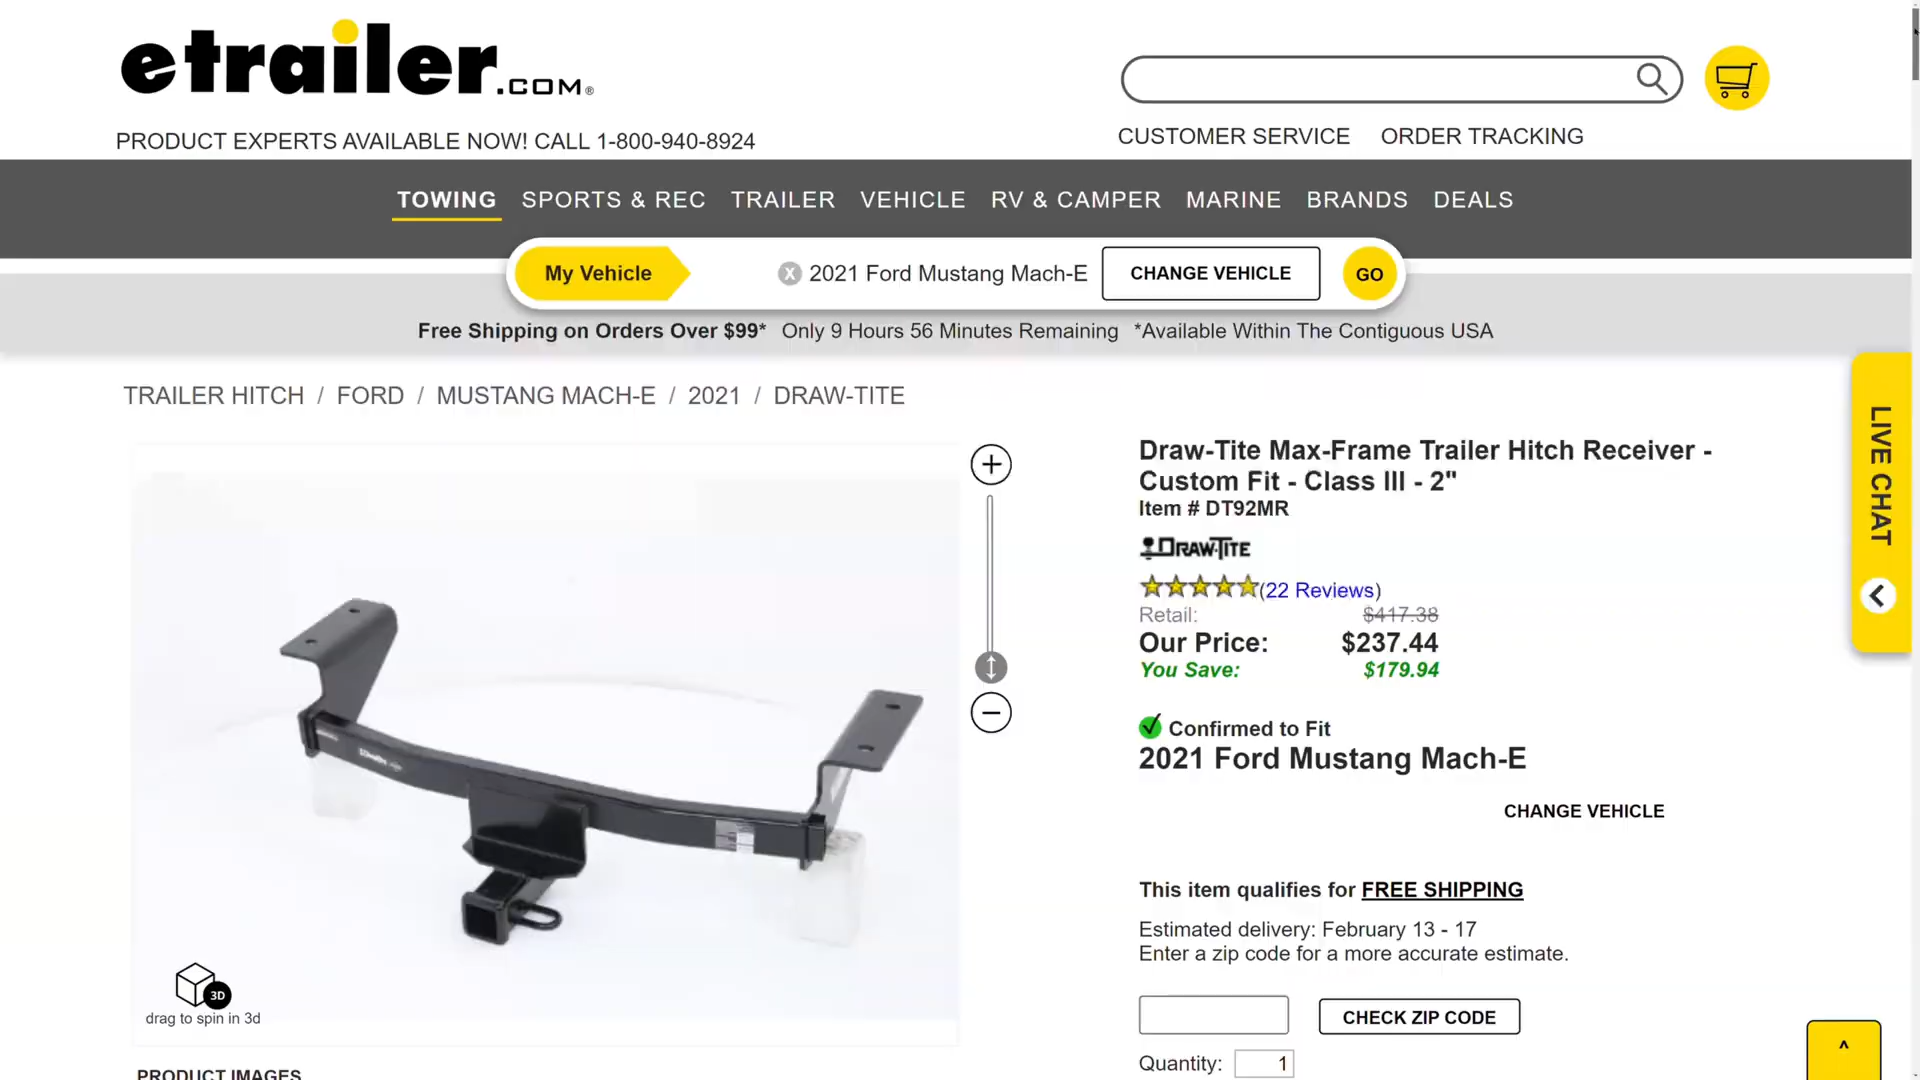 etrailer.COM®
PRODUCT EXPERTS AVAILABLE NOW! CALL 1-800-940-8924
CUSTOMER SERVICE ORDER TRACKING
TOWING SPORTS & REC TRAILER VEHICLE RV & CAMPER MARINE BRANDS DEALS
My Vehicle X 2021 Ford Mustang Mach-E CHANGE VEHICLE GO
Free Shipping on Orders Over $99* Only 9 Hours 56 Minutes Remaining *Available Within The Contiguous USA
TRAILER HITCH / FORD / MUSTANG MACH-E / 2021 / DRAW-TITE
LIVE CHAT
Draw-Tite Max-Frame Trailer Hitch Receiver -
Custom Fit - Class III - 2"
Item # DT92MR
DRAW-TITE
(22 Reviews)
Retail: $417.38
Our Price: $237.44
You Save: $179.94
Confirmed to Fit
2021 Ford Mustang Mach-E
CHANGE VEHICLE
This item qualifies for FREE SHIPPING
Estimated delivery: February 13 - 17
Enter a zip code for a more accurate estimate.
CHECK ZIP CODE
Quantity: 1
3D
drag to spin in 3d
PRODUCT IMAGES